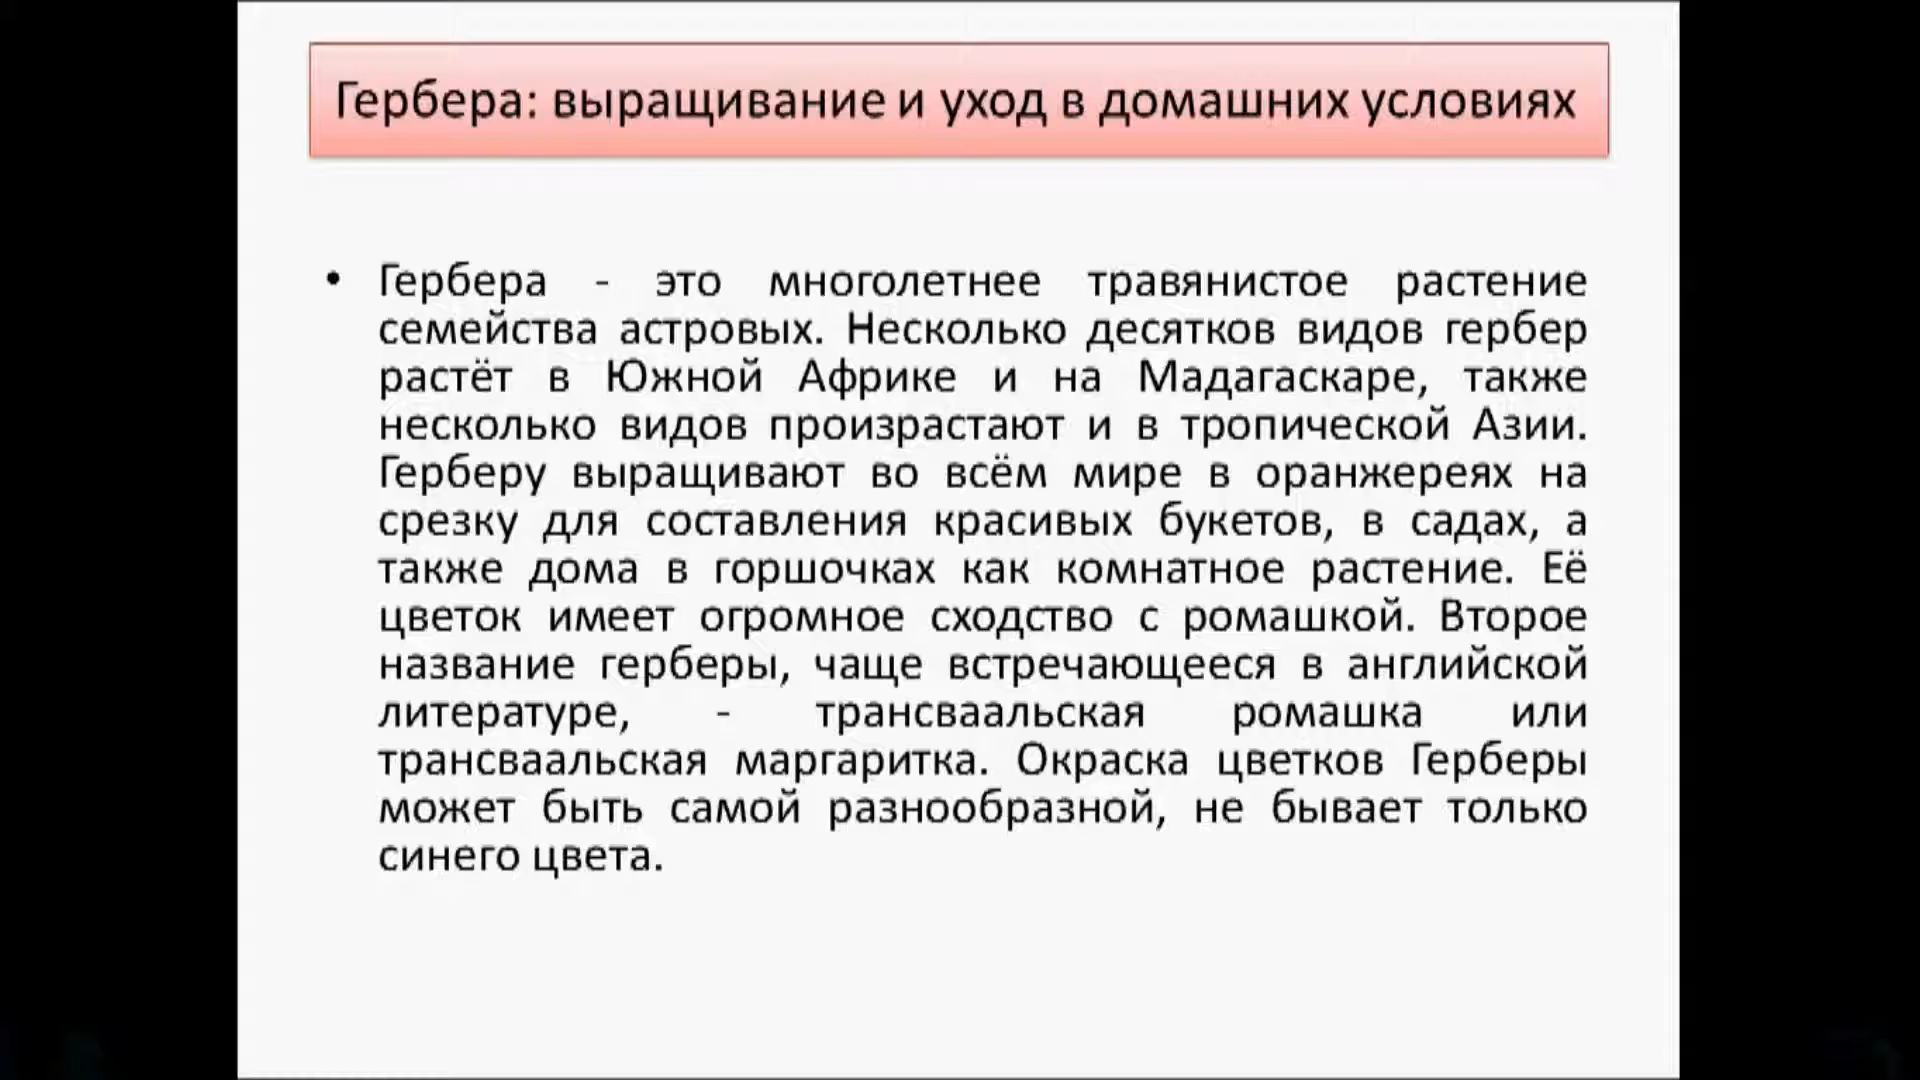 Гербера: выращивание и уход в домашних условиях
• Гербера - это многолетнее травянистое растение
семейства астровых. Несколько десятков видов гербер
растёт в Южной Африке и на Мадагаскаре, также
несколько видов произрастают и в тропической Азии.
Герберу выращивают во всём мире в оранжереях на
срезку для составления красивых букетов, в садах, а
также дома в горшочках как комнатное растение. Её
цветок имеет огромное сходство с ромашкой. Второе
название герберы, чаще встречающееся в английской
литературе, - трансваальская ромашка или
трансваальская маргаритка. Окраска цветков Герберы
может быть самой разнообразной, не бывает только
синего цвета.